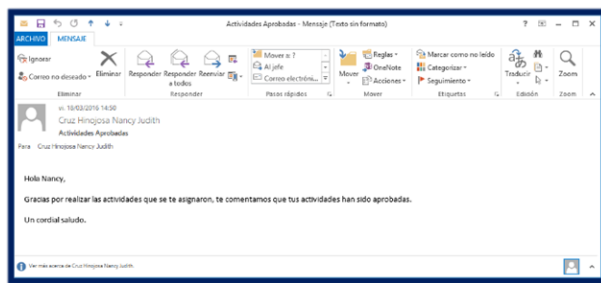 Actividades Aprobadas - Mensaje (Texto sin formato)
ARCHIVO MENSAJE
Ignorar
Correo no deseado
Eliminar
Responder Responder a todos Reenviar
Mover a: ?
Al jefe
Correo electróni...
Mover
Reglas
OneNote
Acciones
Marcar como no leído
Categorizar
Seguimiento
Traducir
Zoom
Eliminar Responder Pasos rápidos Mover Etiquetas Edición Zoom
vi. 18/03/2016 14:50
Cruz Hinojosa Nancy Judith
Actividades Aprobadas
Para Cruz Hinojosa Nancy Judith
Hola Nancy,
Gracias por realizar las actividades que se te asignaron, te comentamos que tus actividades han sido aprobadas.
Un cordial saludo.
Ver más acerca de Cruz Hinojosa Nancy Judith.